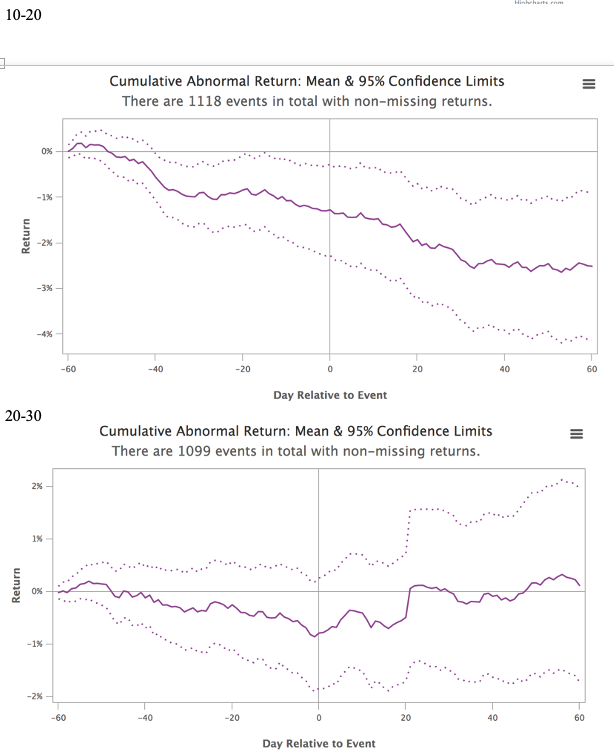 Highcharts.com
10-20
Cumulative Abnormal Return: Mean & 95% Confidence Limits
There are 1118 events in total with non-missing returns.
0%
-1%
-2%
-3%
-4%
Return
-60 -40 -20 0 20 40 60
Day Relative to Event
20-30
Cumulative Abnormal Return: Mean & 95% Confidence Limits
There are 1099 events in total with non-missing returns.
2%
1%
0%
-1%
-2%
Return
-60 -40 -20 0 20 40 60
Day Relative to Event